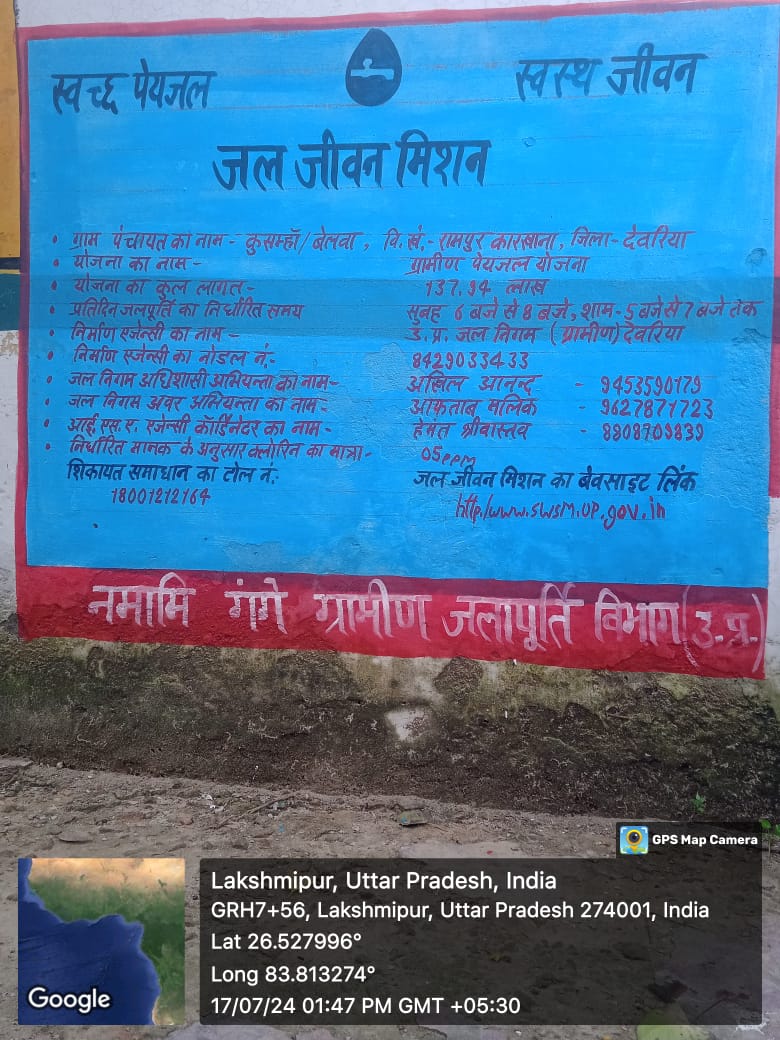 स्वच्छ पेयजल
स्वस्थ जीवन
जल जीवन मिशन
• ग्राम पंचायत का नाम - कुसम्हाँ/बेलवा, वि.खं.- रामपुर कारखाना, जिला- देवरिया
• योजना का नाम - ग्रामीण पेयजल योजना
• योजना का कुल लागत - 137.94 लाख
• प्रतिदिन जलपूर्ति का निर्धारित समय सुबह 6 बजे से 8 बजे, शाम- 5 बजे से 7 बजे तक
• निर्माण एजेन्सी का नाम - उ.प्र. जल निगम (ग्रामीण) देवरिया
• निर्माण एजेन्सी का नोडल नं.- 8429033433
• जल निगम अधिशासी अभियन्ता का नाम- अखिल आनन्द - 9453590179
• जल निगम अवर अभियन्ता का नाम- आफताब मलिक - 9627871723
• आई.एस.ए. एजेन्सी कॉर्डिनेटर का नाम- हेमंत श्रीवास्तव - 8908709839
• निर्धारित मानक के अनुसार क्लोरिन का मात्रा- 05ppm
शिकायत समाधान का टोल नं.: जल जीवन मिशन का बेवसाइट लिंक
18001212164 http:/www.swsm.up.gov.in
नमामि गंगे ग्रामीण जलापूर्ति विभाग (उ.प्र.)
GPS Map Camera
Lakshmipur, Uttar Pradesh, India
GRH7+56, Lakshmipur, Uttar Pradesh 274001, India
Lat 26.527996°
Long 83.813274°
17/07/24 01:47 PM GMT +05:30
Google